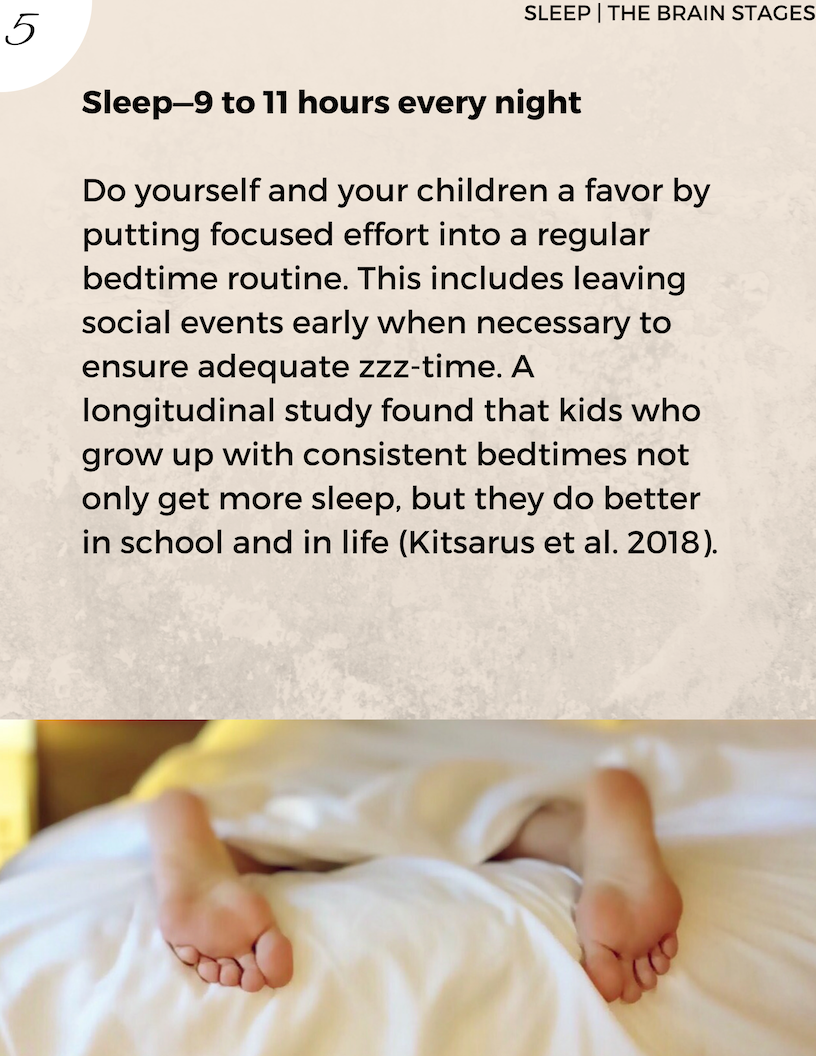 5
SLEEP | THE BRAIN STAGES
Sleep—9 to 11 hours every night
Do yourself and your children a favor by
putting focused effort into a regular
bedtime routine. This includes leaving
social events early when necessary to
ensure adequate zzz-time. A
longitudinal study found that kids who
grow up with consistent bedtimes not
only get more sleep, but they do better
in school and in life (Kitsarus et al. 2018).